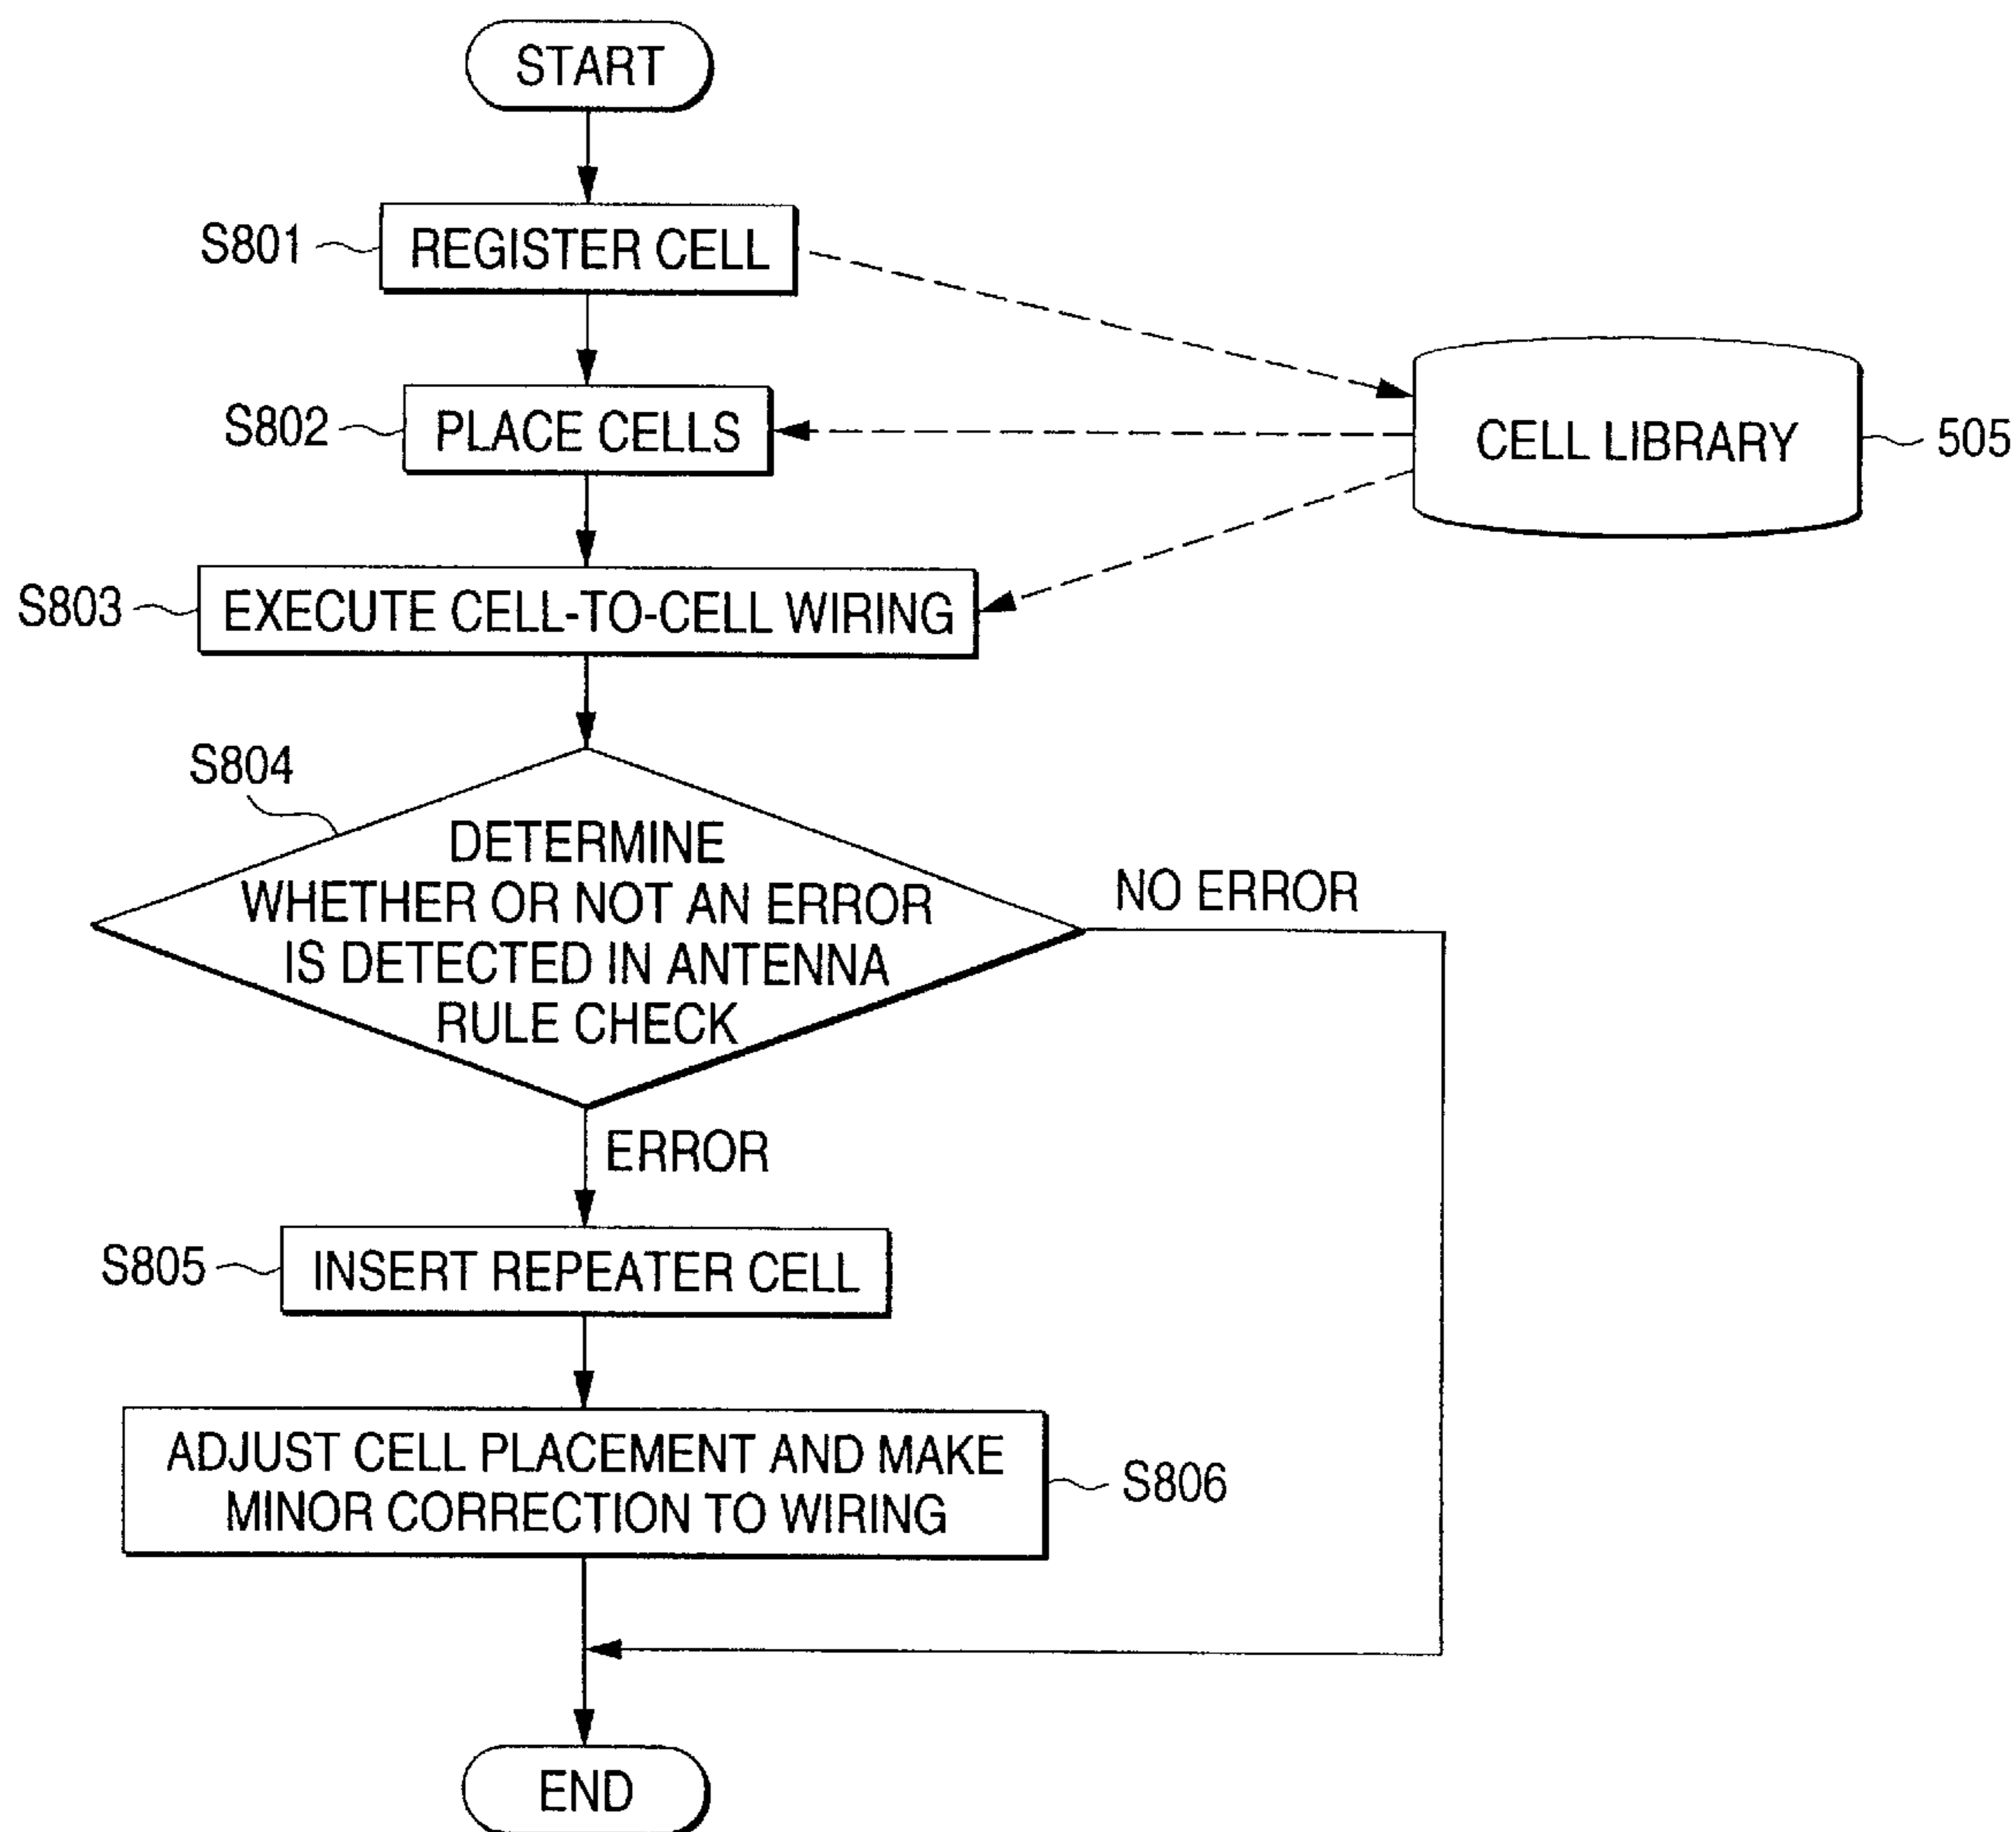 START
S801
REGISTER CELL
S802
PLACE CELLS
CELL LIBRARY
505
S803
EXECUTE CELL-TO-CELL WIRING
S804
DETERMINE
WHETHER OR NOT AN ERROR
IS DETECTED IN ANTENNA
RULE CHECK
NO ERROR
ERROR
S805
INSERT REPEATER CELL
ADJUST CELL PLACEMENT AND MAKE
MINOR CORRECTION TO WIRING
S806
END